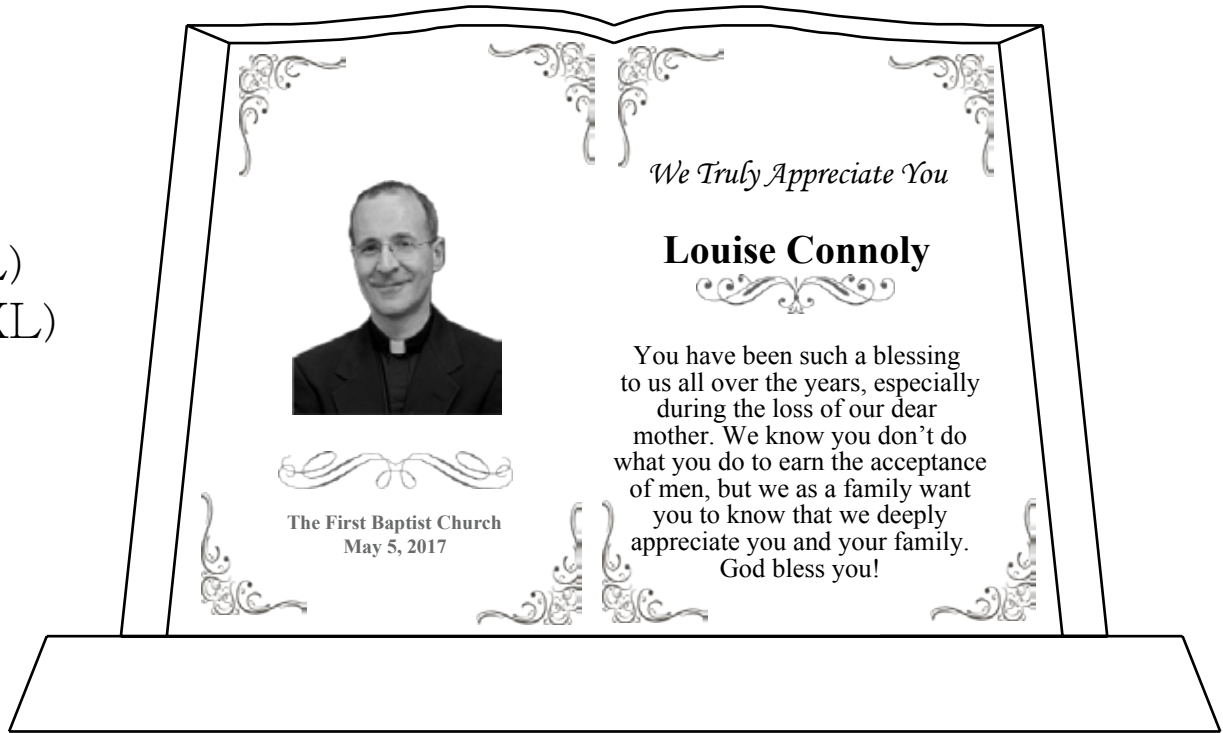 L)
XL)
The First Baptist Church
May 5, 2017
We Truly Appreciate You
Louise Connoly
You have been such a blessing
to us all over the years, especially
during the loss of our dear
mother. We know you don't do
what you do to earn the acceptance
of men, but we as a family want
you to know that we deeply
appreciate you and your family.
God bless you!